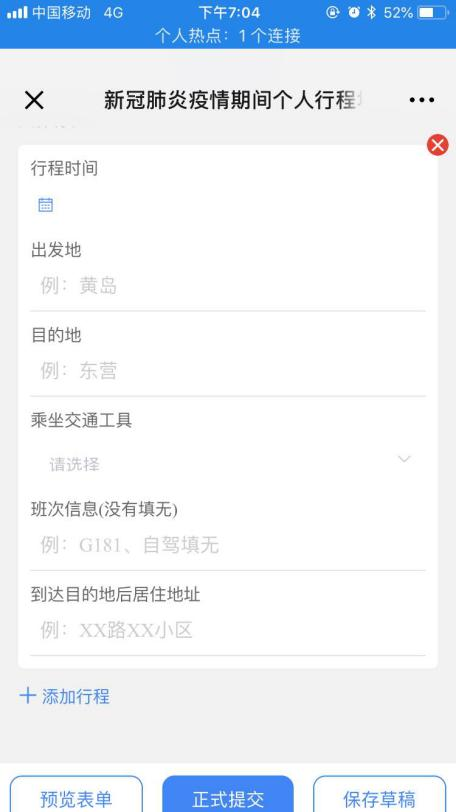 中国移动 4G 下午7:04 52%
个人热点：1个连接
新冠肺炎疫情期间个人行程
行程时间
出发地
例：黄岛
目的地
例：东营
乘坐交通工具
请选择
班次信息(没有填无)
例：G181、自驾填无
到达目的地后居住地址
例：XX路XX小区
添加行程
预览表单 正式提交 保存草稿